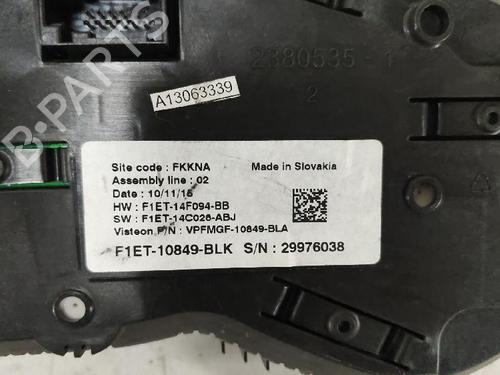 2380535-1
2
A13063339
Site code : FKKNA Made in Slovakia
Assembly line : 02
Date : 10/11/15
HW : F1ET-14F094-BB
SW : F1ET-14C026-ABJ
Visteon P/N : VPFMGF-10849-BLA
F1ET-10849-BLK S/N : 29976038